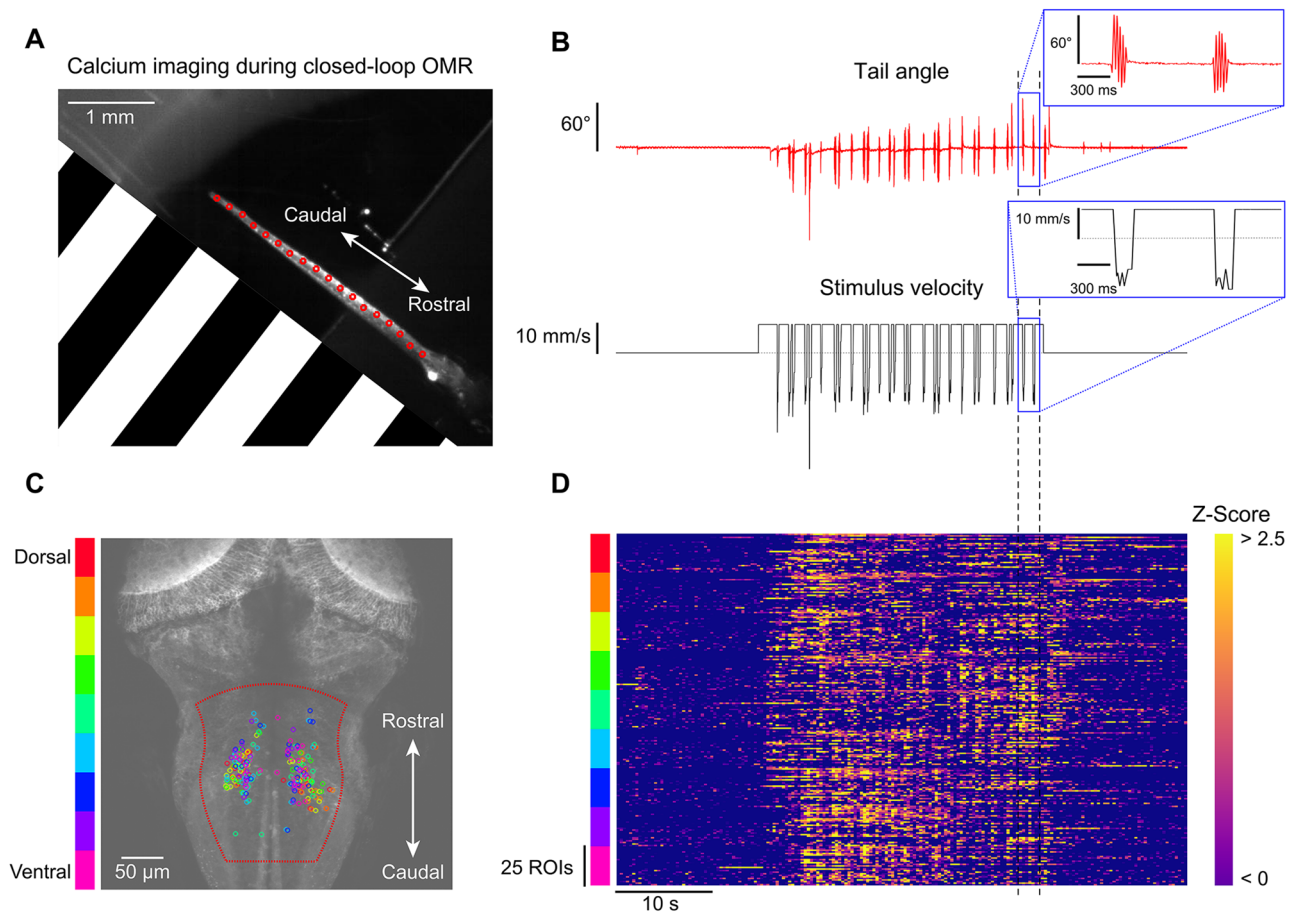 A
Calcium imaging during closed-loop OMR
1 mm
Caudal
Rostral
B
Tail angle
60°
60°
300 ms
10 mm/s
300 ms
Stimulus velocity
10 mm/s
C
Dorsal
Ventral
Rostral
Caudal
50 µm
D
Z-Score
> 2.5
< 0
25 ROIs
10 s